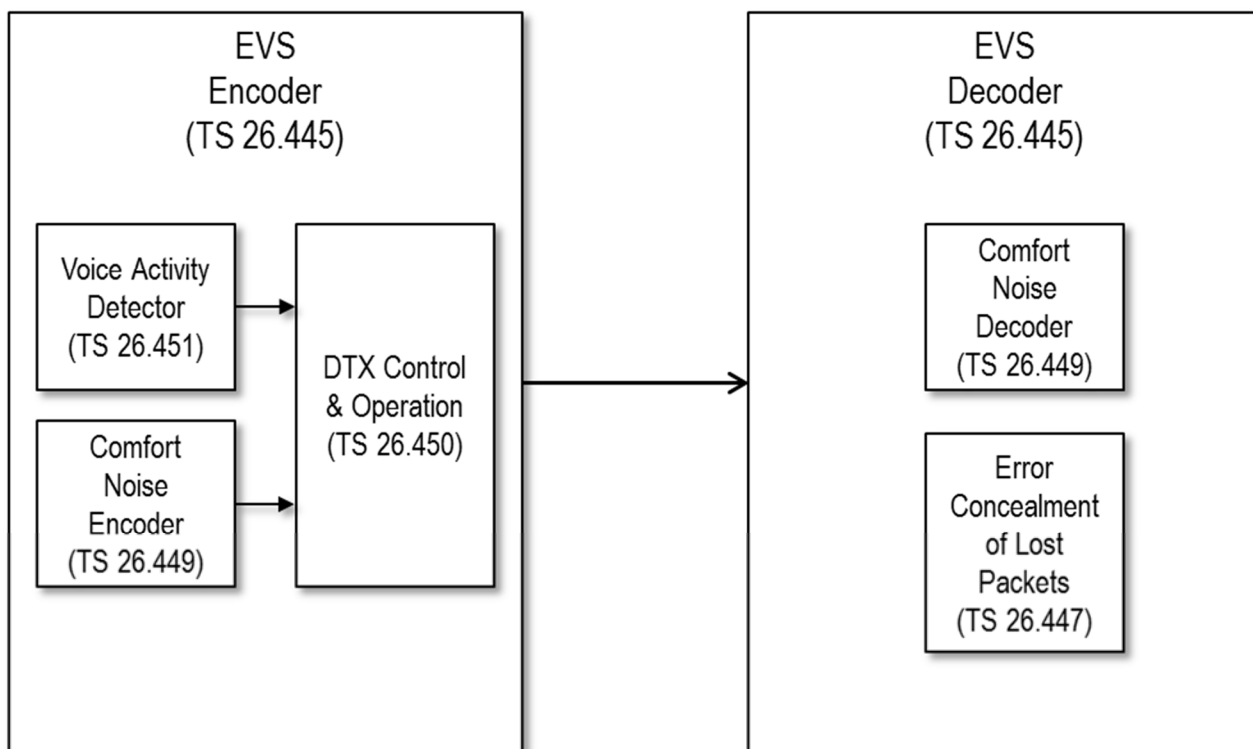 EVS
Encoder
(TS 26.445)
Voice Activity
Detector
(TS 26.451)
Comfort
Noise
Encoder
(TS 26.449)
DTX Control
& Operation
(TS 26.450)
EVS
Decoder
(TS 26.445)
Comfort
Noise
Decoder
(TS 26.449)
Error
Concealment
of Lost
Packets
(TS 26.447)